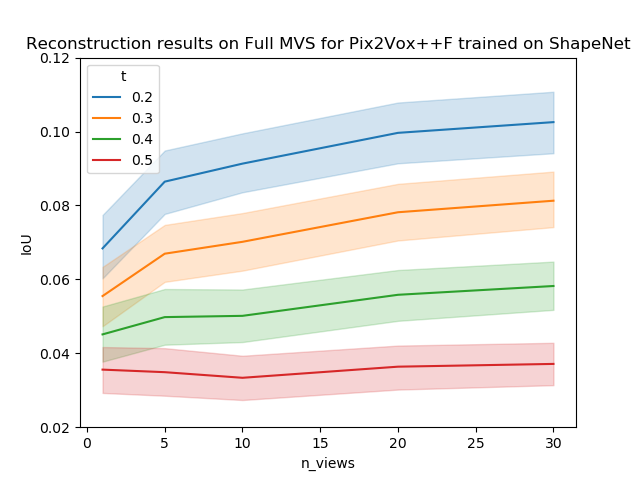 Reconstruction results on Full MVS for Pix2Vox++F trained on ShapeNet
t
0.2
0.3
0.4
0.5
0.12
0.10
0.08
0.06
0.04
0.02
IoU
0 5 10 15 20 25 30
n_views